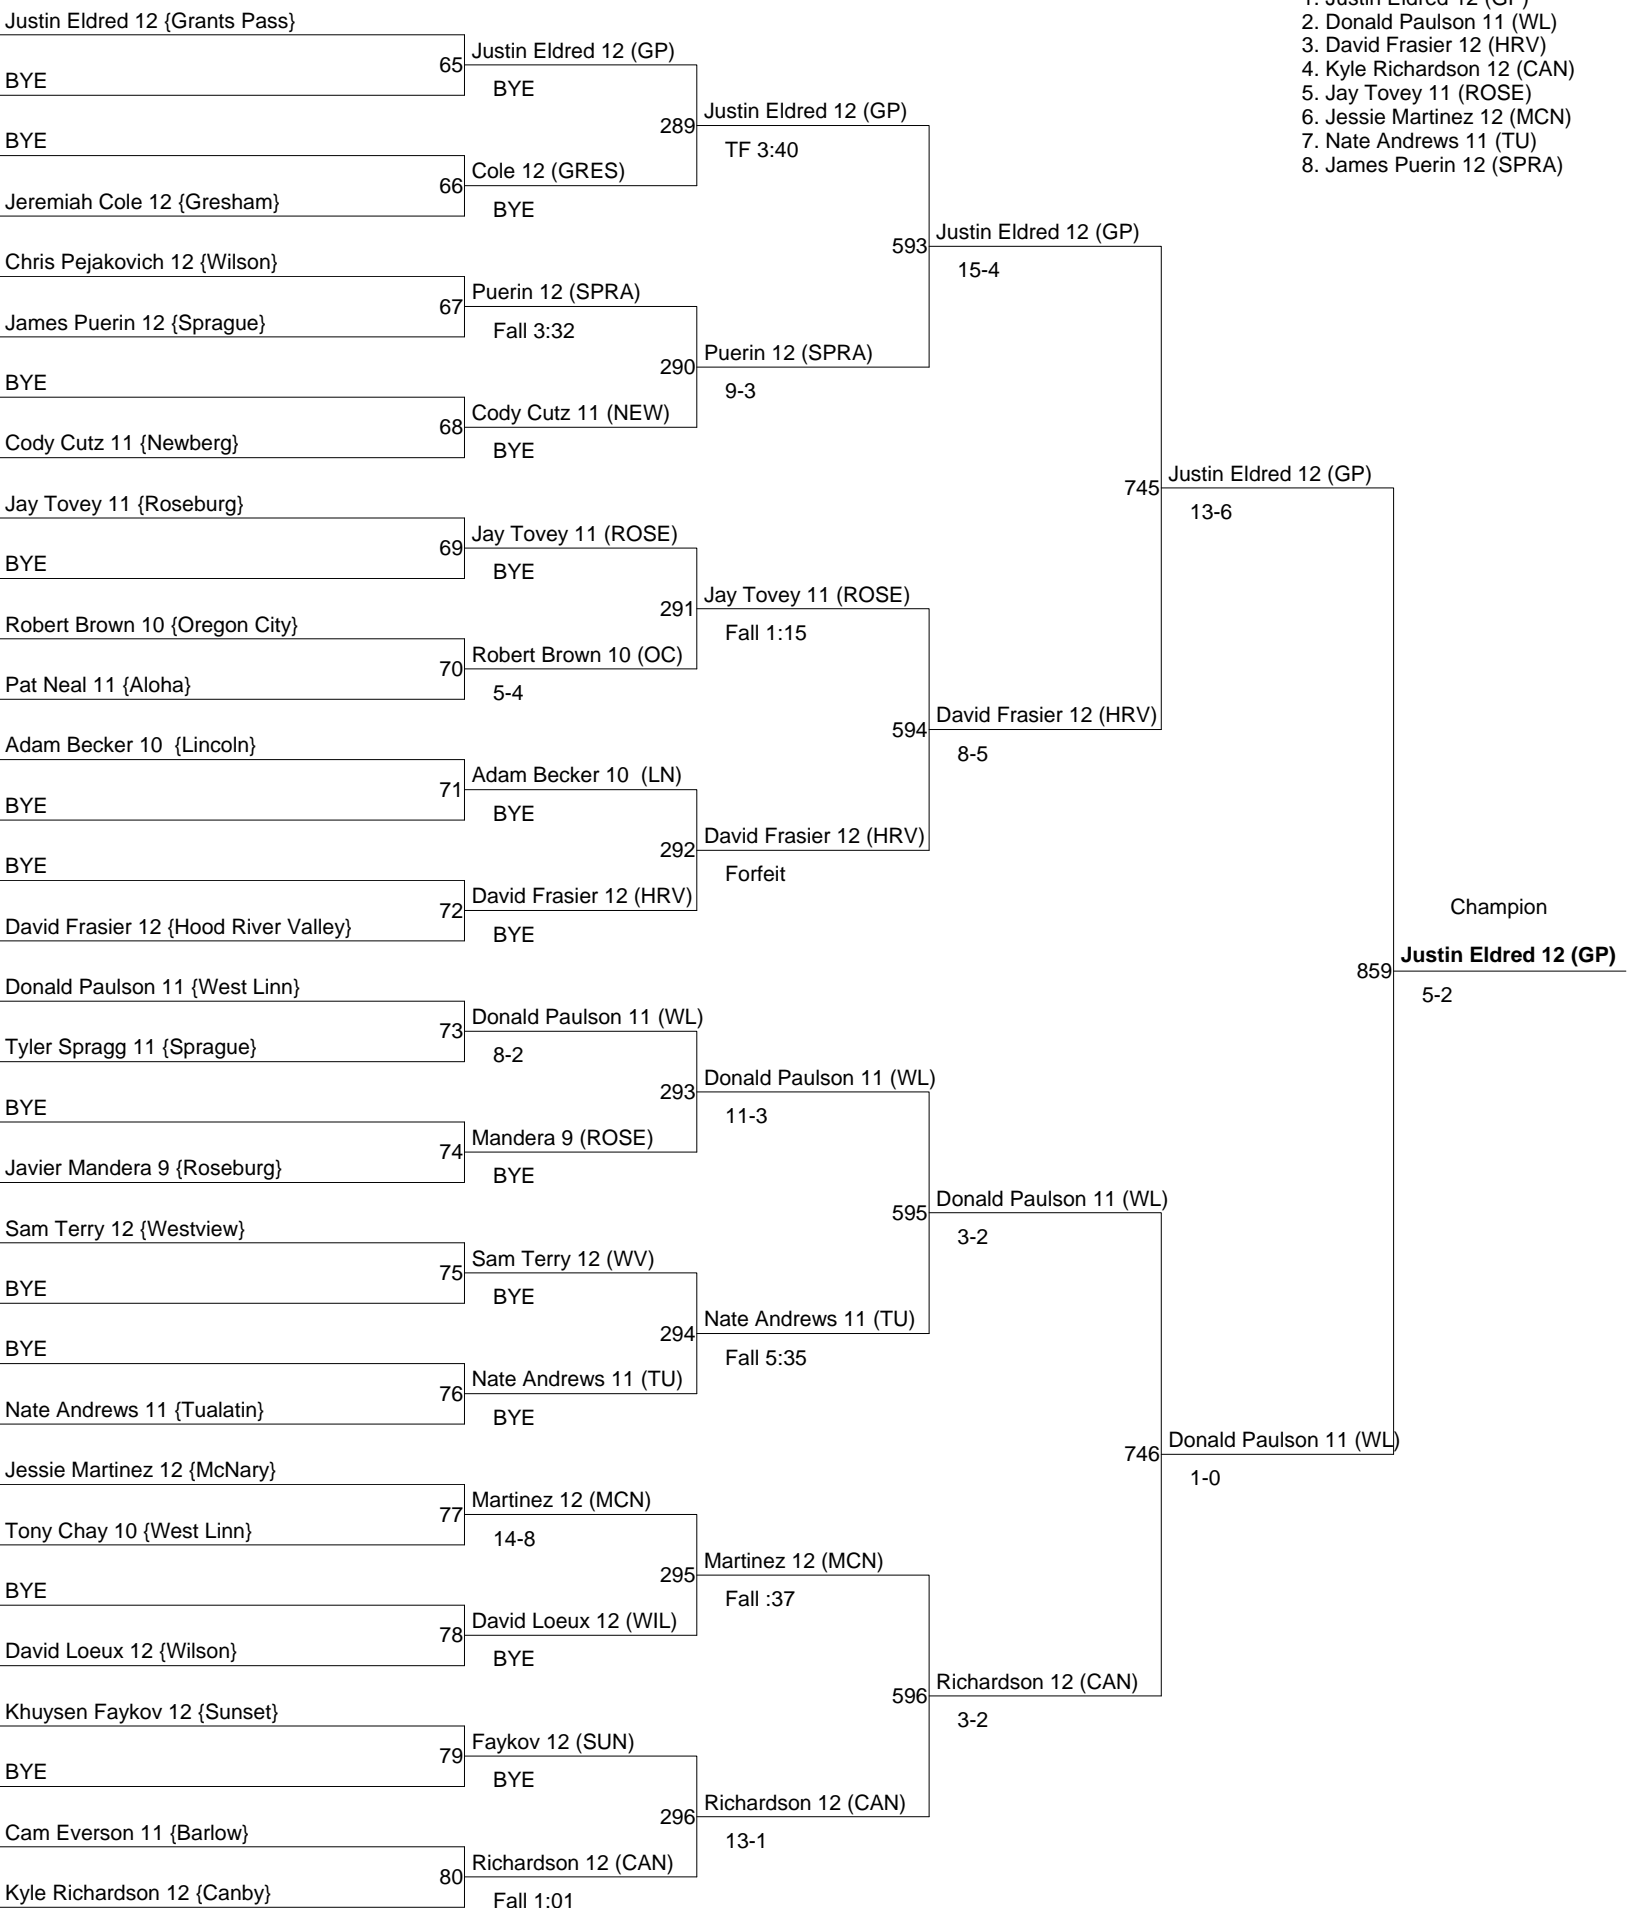 1. Justin Eldred 12 (GP)
2. Donald Paulson 11 (WL)
3. David Frasier 12 (HRV)
4. Kyle Richardson 12 (CAN)
5. Jay Tovey 11 (ROSE)
6. Jessie Martinez 12 (MCN)
7. Nate Andrews 11 (TU)
8. James Puerin 12 (SPRA)
Justin Eldred 12 {Grants Pass}
BYE
BYE
Jeremiah Cole 12 {Gresham}
Chris Pejakovich 12 {Wilson}
James Puerin 12 {Sprague}
BYE
Cody Cutz 11 {Newberg}
Jay Tovey 11 {Roseburg}
BYE
Robert Brown 10 {Oregon City}
Pat Neal 11 {Aloha}
Adam Becker 10  {Lincoln}
BYE
BYE
David Frasier 12 {Hood River Valley}
Donald Paulson 11 {West Linn}
Tyler Spragg 11 {Sprague}
BYE
Javier Mandera 9 {Roseburg}
Sam Terry 12 {Westview}
BYE
BYE
Nate Andrews 11 {Tualatin}
Jessie Martinez 12 {McNary}
Tony Chay 10 {West Linn}
BYE
David Loeux 12 {Wilson}
Khuysen Faykov 12 {Sunset}
BYE
Cam Everson 11 {Barlow}
Kyle Richardson 12 {Canby}
65
Justin Eldred 12 (GP)
BYE
66
Cole 12 (GRES)
BYE
67
Puerin 12 (SPRA)
Fall 3:32
68
Cody Cutz 11 (NEW)
BYE
69
Jay Tovey 11 (ROSE)
BYE
70
Robert Brown 10 (OC)
5-4
71
Adam Becker 10  (LN)
BYE
72
David Frasier 12 (HRV)
BYE
73
Donald Paulson 11 (WL)
8-2
74
Mandera 9 (ROSE)
BYE
75
Sam Terry 12 (WV)
BYE
76
Nate Andrews 11 (TU)
BYE
77
Martinez 12 (MCN)
14-8
78
David Loeux 12 (WIL)
BYE
79
Faykov 12 (SUN)
BYE
80
Richardson 12 (CAN)
Fall 1:01
289
Justin Eldred 12 (GP)
TF 3:40
290
Puerin 12 (SPRA)
9-3
291
Jay Tovey 11 (ROSE)
Fall 1:15
292
David Frasier 12 (HRV)
Forfeit
293
Donald Paulson 11 (WL)
11-3
294
Nate Andrews 11 (TU)
Fall 5:35
295
Martinez 12 (MCN)
Fall :37
296
Richardson 12 (CAN)
13-1
593
Justin Eldred 12 (GP)
15-4
594
David Frasier 12 (HRV)
8-5
595
Donald Paulson 11 (WL)
3-2
596
Richardson 12 (CAN)
3-2
745
Justin Eldred 12 (GP)
13-6
746
Donald Paulson 11 (WL)
1-0
Champion
859
Justin Eldred 12 (GP)
5-2